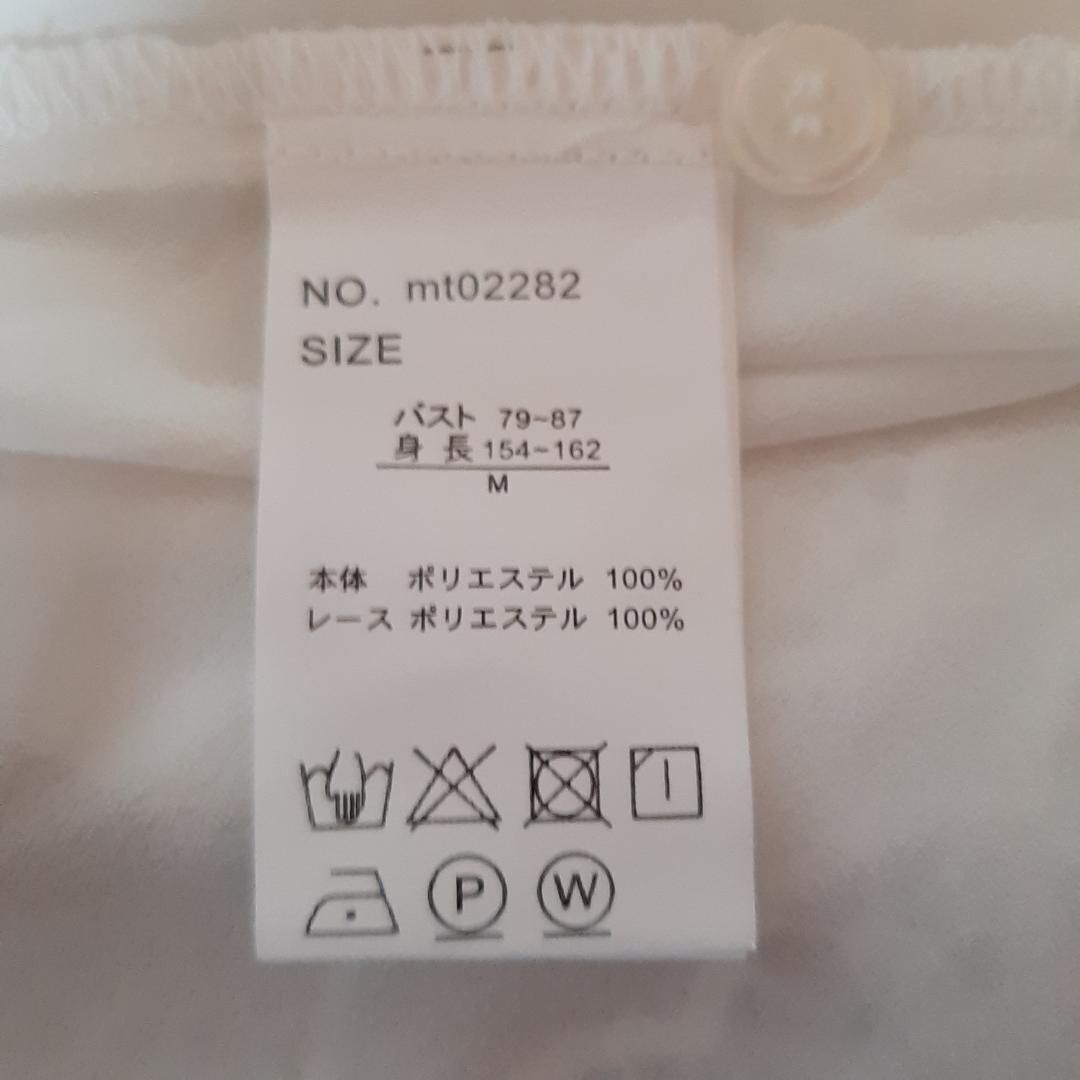 NO. mt02282
SIZE
バスト 79~87
身 長 154~162
M
本体 ポリエステル 100%
レース ポリエステル 100%
P W